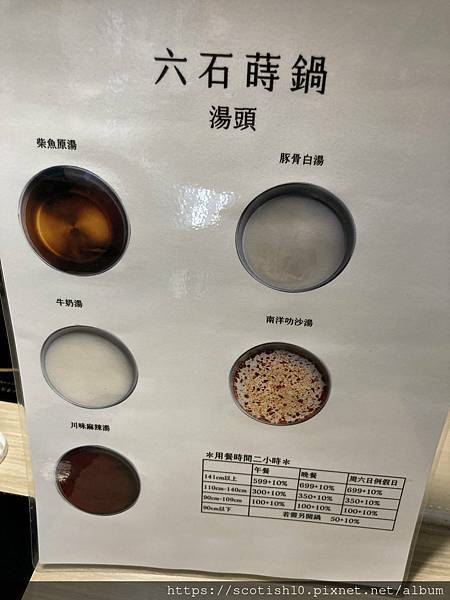 六石蒔鍋
湯頭
柴魚原湯
豚骨白湯
牛奶湯
南洋叻沙湯
川味麻辣湯
*用餐時間二小時*
午餐 晚餐 周六日例假日
141cm以上 599+10% 699+10% 699+10%
110cm-140cm 300+10% 350+10% 350+10%
90cm-109cm 100+10% 100+10% 100+10%
90cm以下 若需另開鍋 50+10%
https://scotish10.pixnet.net/album